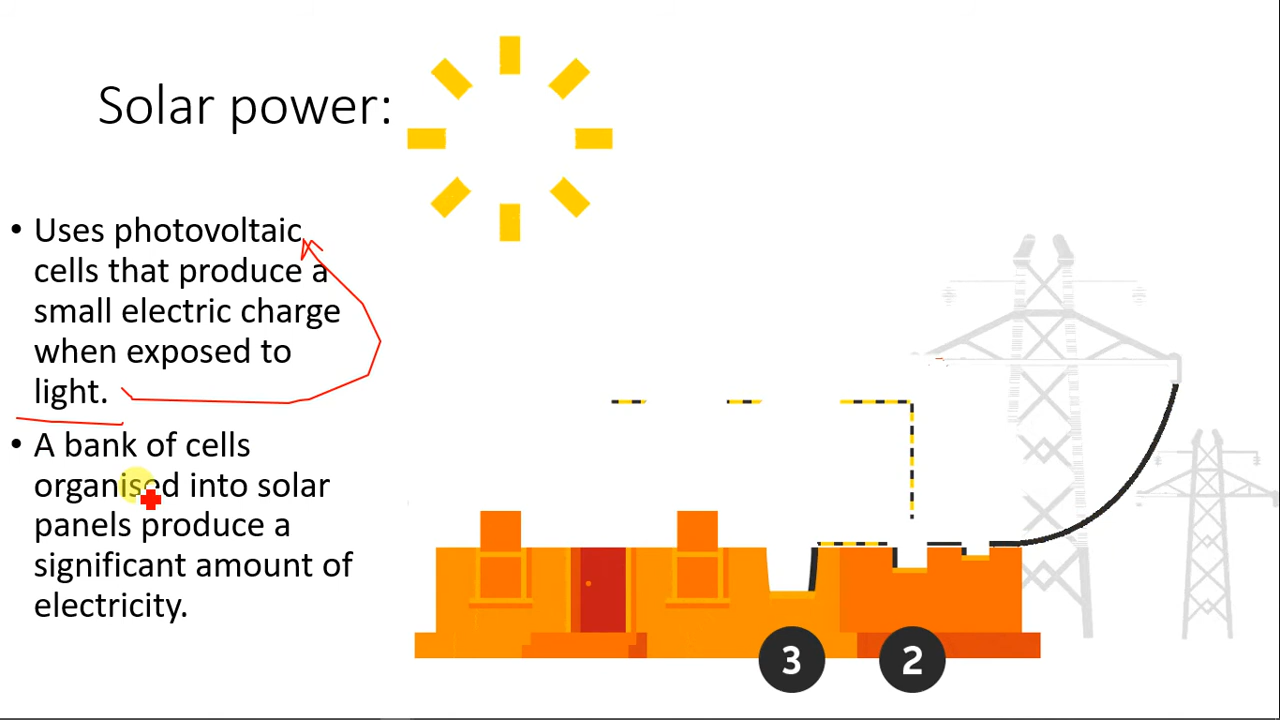 Solar power:
• Uses photovoltaic
cells that produce a
small electric charge
when exposed to
light.
• A bank of cells
organised into solar
panels produce a
significant amount of
electricity.
3
2